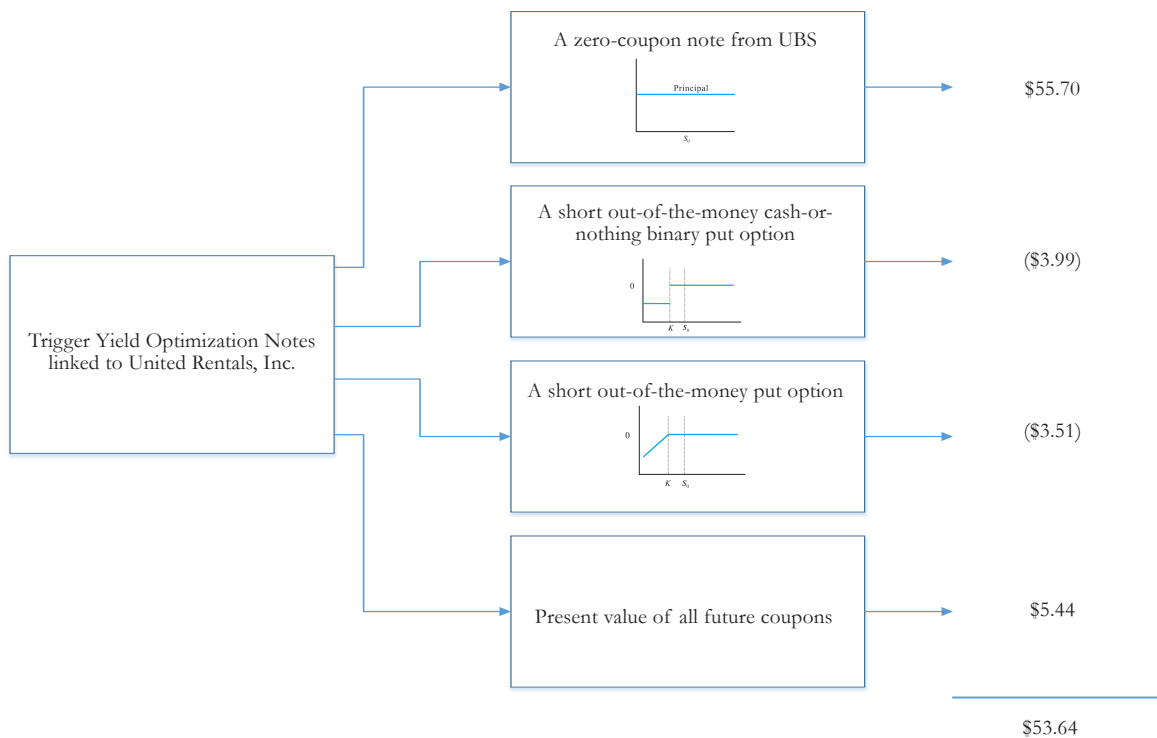 A zero-coupon note from UBS
Principal
S₀
$55.70
A short out-of-the-money cash-or-
nothing binary put option
0
K S₀
($3.99)
Trigger Yield Optimization Notes
linked to United Rentals, Inc.
A short out-of-the-money put option
0
K S₀
($3.51)
Present value of all future coupons
$5.44
$53.64